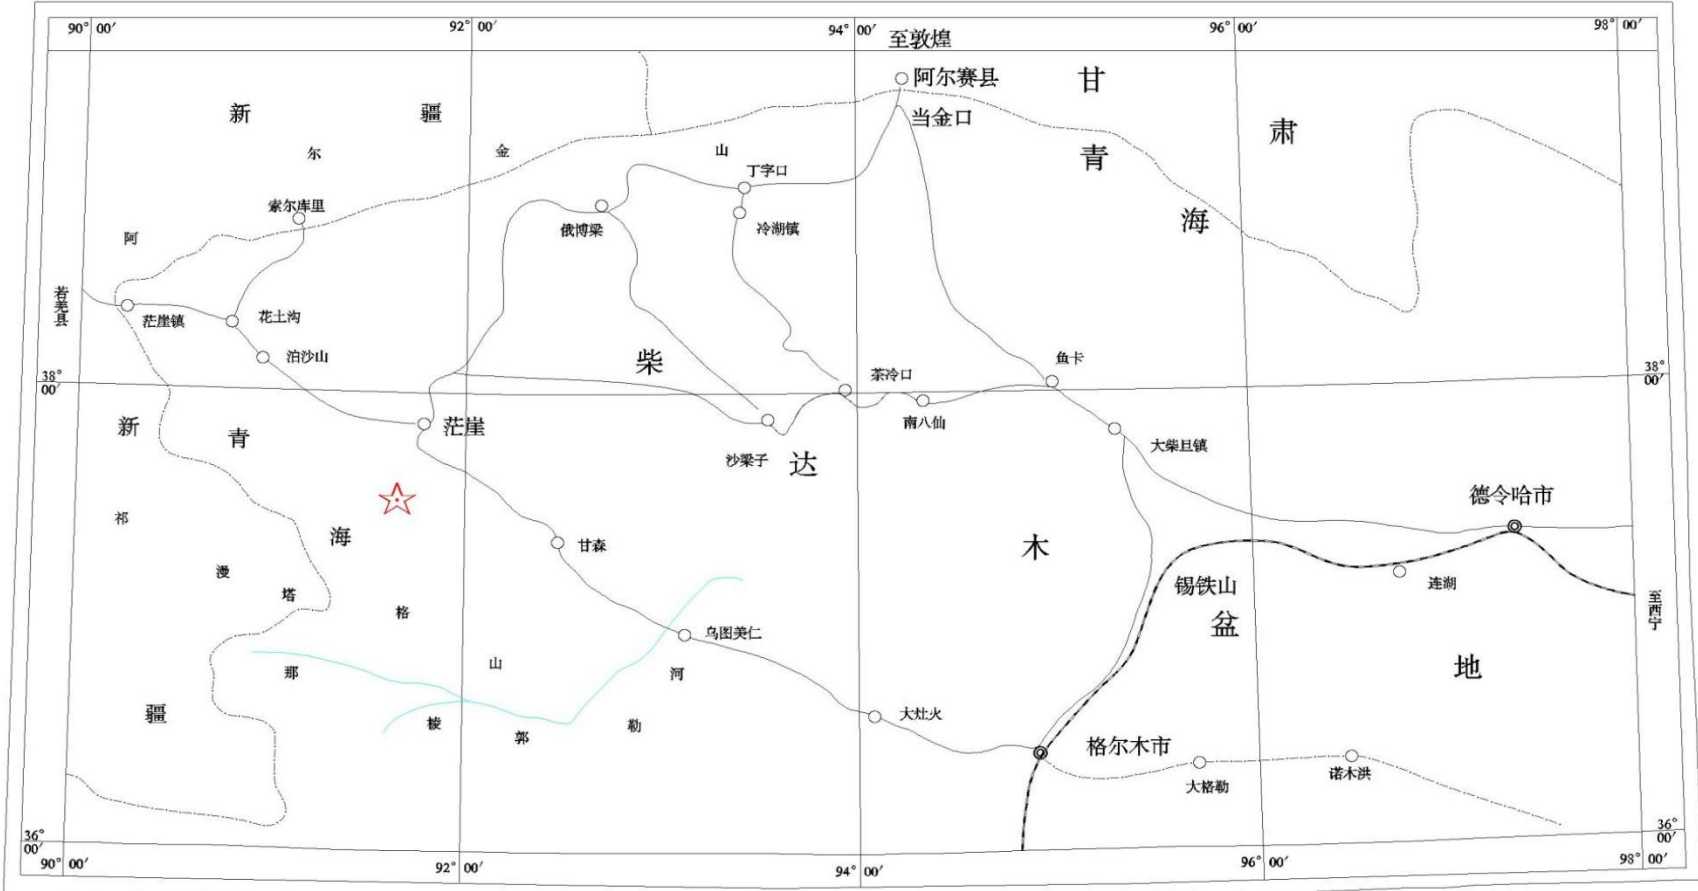 90° 00′
92° 00′
94° 00′
96° 00′
98° 00′
至敦煌
阿尔赛县
甘
肃
新
疆
当金口
尔
金
山
青
丁字口
索尔库里
海
俄博梁
冷湖镇
阿
若羌县
茫崖镇
花土沟
泊沙山
柴
鱼卡
38°
00′
茶冷口
38°
00′
南八仙
新
青
茫崖
大柴旦镇
沙梁子
达
德令哈市
祁
海
甘森
木
漫
塔
格
锡铁山
连湖
盆
至西宁
乌图美仁
山
那
河
地
疆
棱
郭
勒
大灶火
格尔木市
大格勒
诺木洪
36°
00′
36°
00′
90° 00′
92° 00′
94° 00′
96° 00′
98° 00′